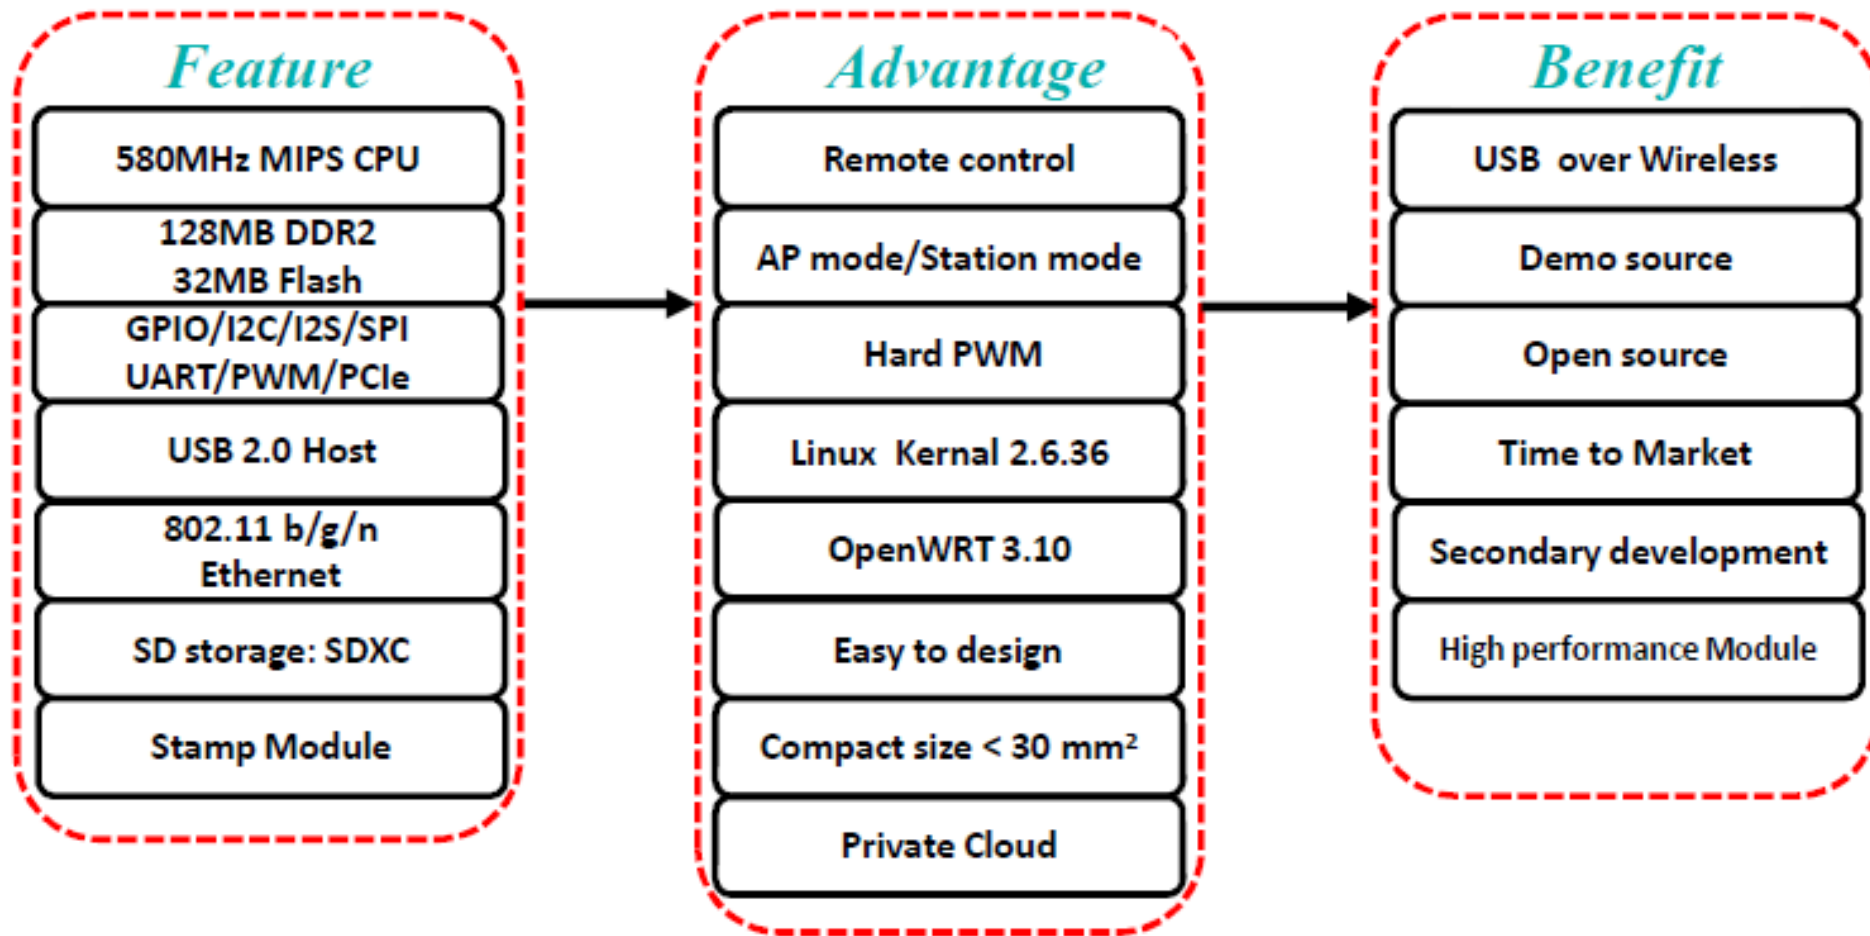 Feature
580MHz MIPS CPU
128MB DDR2
32MB Flash
GPIO/I2C/I2S/SPI
UART/PWM/PCIe
USB 2.0 Host
802.11 b/g/n
Ethernet
SD storage: SDXC
Stamp Module
Advantage
Remote control
AP mode/Station mode
Hard PWM
Linux Kernal 2.6.36
OpenWRT 3.10
Easy to design
Compact size < 30 mm²
Private Cloud
Benefit
USB over Wireless
Demo source
Open source
Time to Market
Secondary development
High performance Module